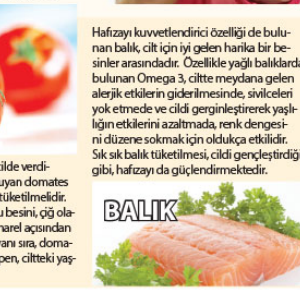 Hafızayı kuvvetlendirici özelliği de bulu-
nan balık, cilt için iyi gelen harika bir be-
sinler arasındadır. Özellikle yağlı balıklarda
bulunan Omega 3, ciltte meydana gelen
alerjik etkilerin giderilmesinde, sivilceleri
yok etmede ve cildi gerginleştirerek yaşlı-
lığın etkilerini azaltmada, renk dengesi-
ni düzene sokmak için oldukça etkilidir.
Sık sık balık tüketilmesi, cildi gençleştirdiği
gibi, hafızayı da güçlendirmektedir.
BALIK
cilde verdi-
uyan domates
tüketilmelidir.
u besini, çiğ ola-
narel açısından
yanı sıra, doma-
pen, ciltteki yaş-